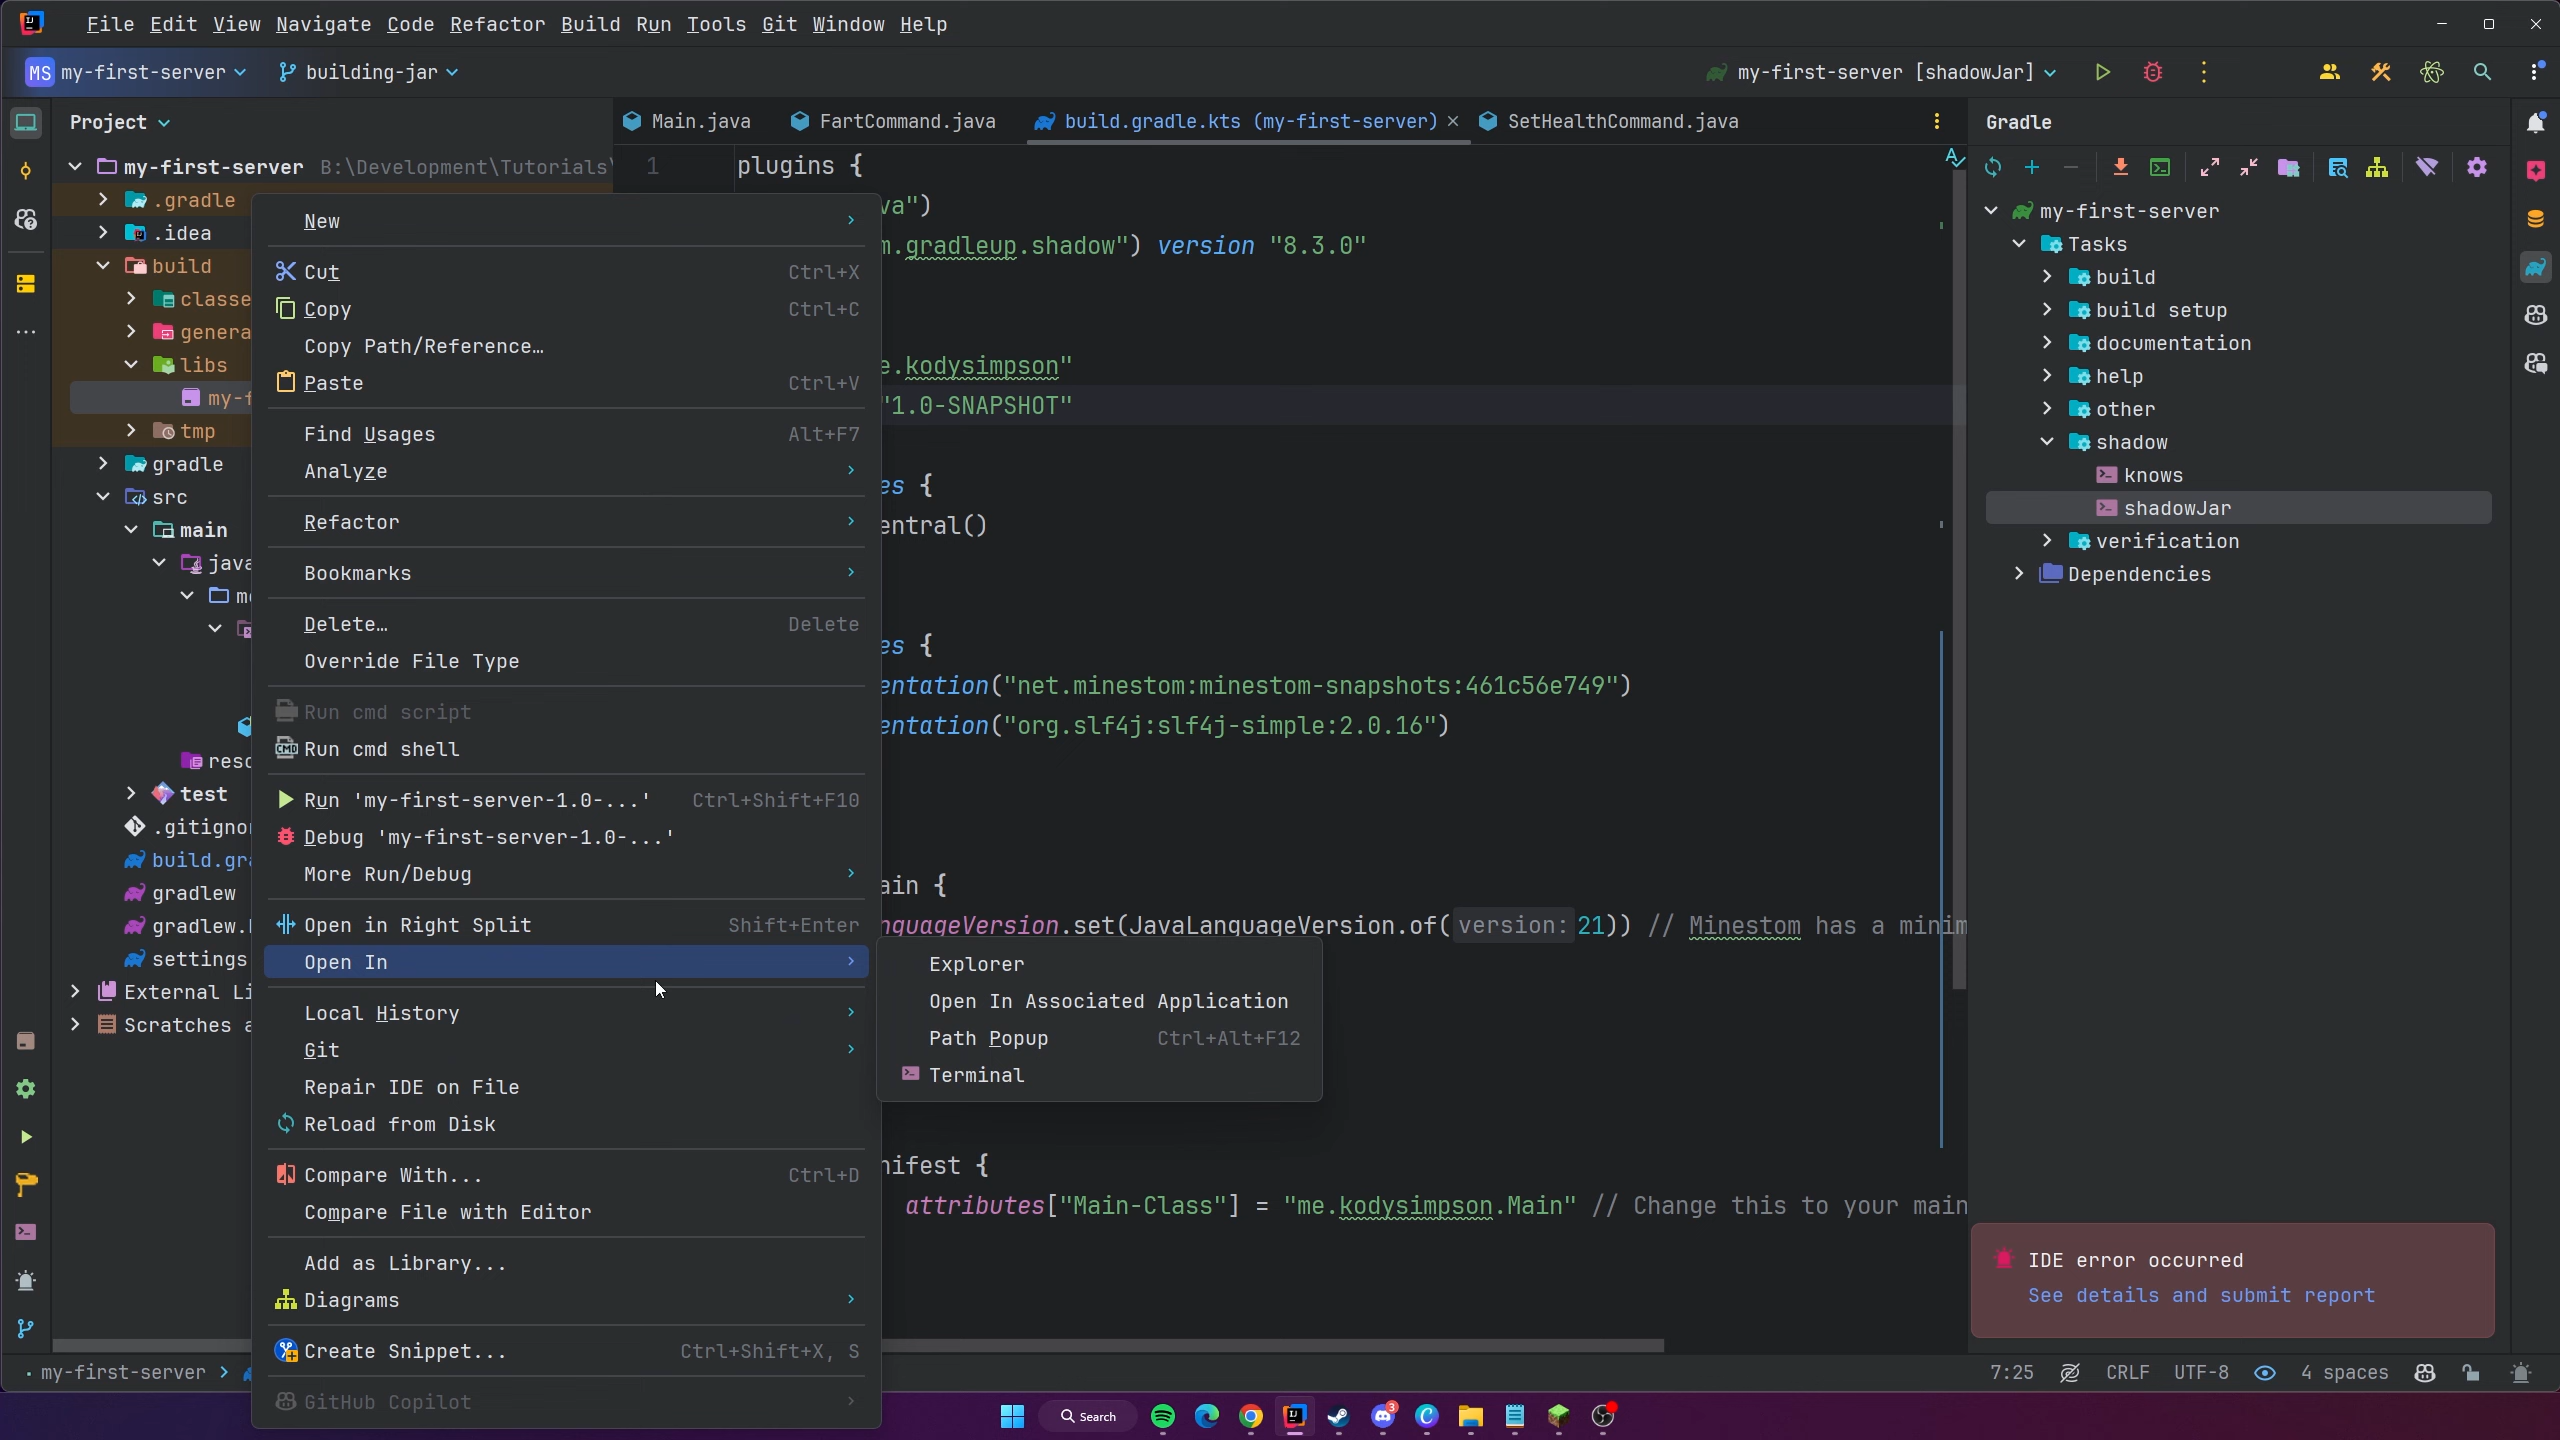 File Edit View Navigate Code Refactor Build Run Tools Git Window Help
MS my-first-server building-jar my-first-server [shadowJar]
Project
Main.java FartCommand.java build.gradle.kts (my-first-server) SetHealthCommand.java
Gradle
my-first-server B:\Development\Tutorials\
.gradle
.idea
build
classe
genera
libs
my-f
tmp
gradle
src
main
java
me
resc
test
.gitigno
build.gra
gradlew
gradlew.
settings
External Li
Scratches a
New
Cut Ctrl+X
Copy Ctrl+C
Copy Path/Reference...
Paste Ctrl+V
Find Usages Alt+F7
Analyze
Refactor
Bookmarks
Delete... Delete
Override File Type
Run cmd script
Run cmd shell
Run 'my-first-server-1.0-...' Ctrl+Shift+F10
Debug 'my-first-server-1.0-...'
More Run/Debug
Open in Right Split Shift+Enter
Open In
Local History
Git
Repair IDE on File
Reload from Disk
Compare With... Ctrl+D
Compare File with Editor
Add as Library...
Diagrams
Create Snippet... Ctrl+Shift+X, S
GitHub Copilot
Explorer
Open In Associated Application
Path Popup Ctrl+Alt+F12
Terminal
1 plugins {
va")
m.gradleup.shadow") version "8.3.0"
e.kodysimpson"
"1.0-SNAPSHOT"
es {
entral()
es {
entation("net.minestom:minestom-snapshots:461c56e749")
entation("org.slf4j:slf4j-simple:2.0.16")
ain {
nguageVersion.set(JavaLanguageVersion.of( version: 21)) // Minestom has a minim
nifest {
attributes["Main-Class"] = "me.kodysimpson.Main" // Change this to your main
my-first-server
Tasks
build
build setup
documentation
help
other
shadow
knows
shadowJar
verification
Dependencies
IDE error occurred
See details and submit report
my-first-server 7:25 CRLF UTF-8 4 spaces
Search 3